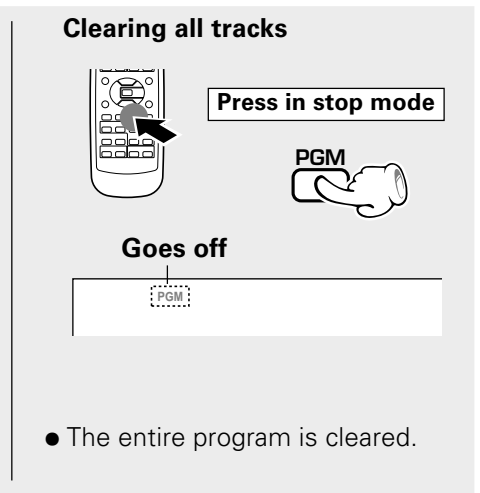 Clearing all tracks
Press in stop mode
PGM
Goes off
PGM
● The entire program is cleared.